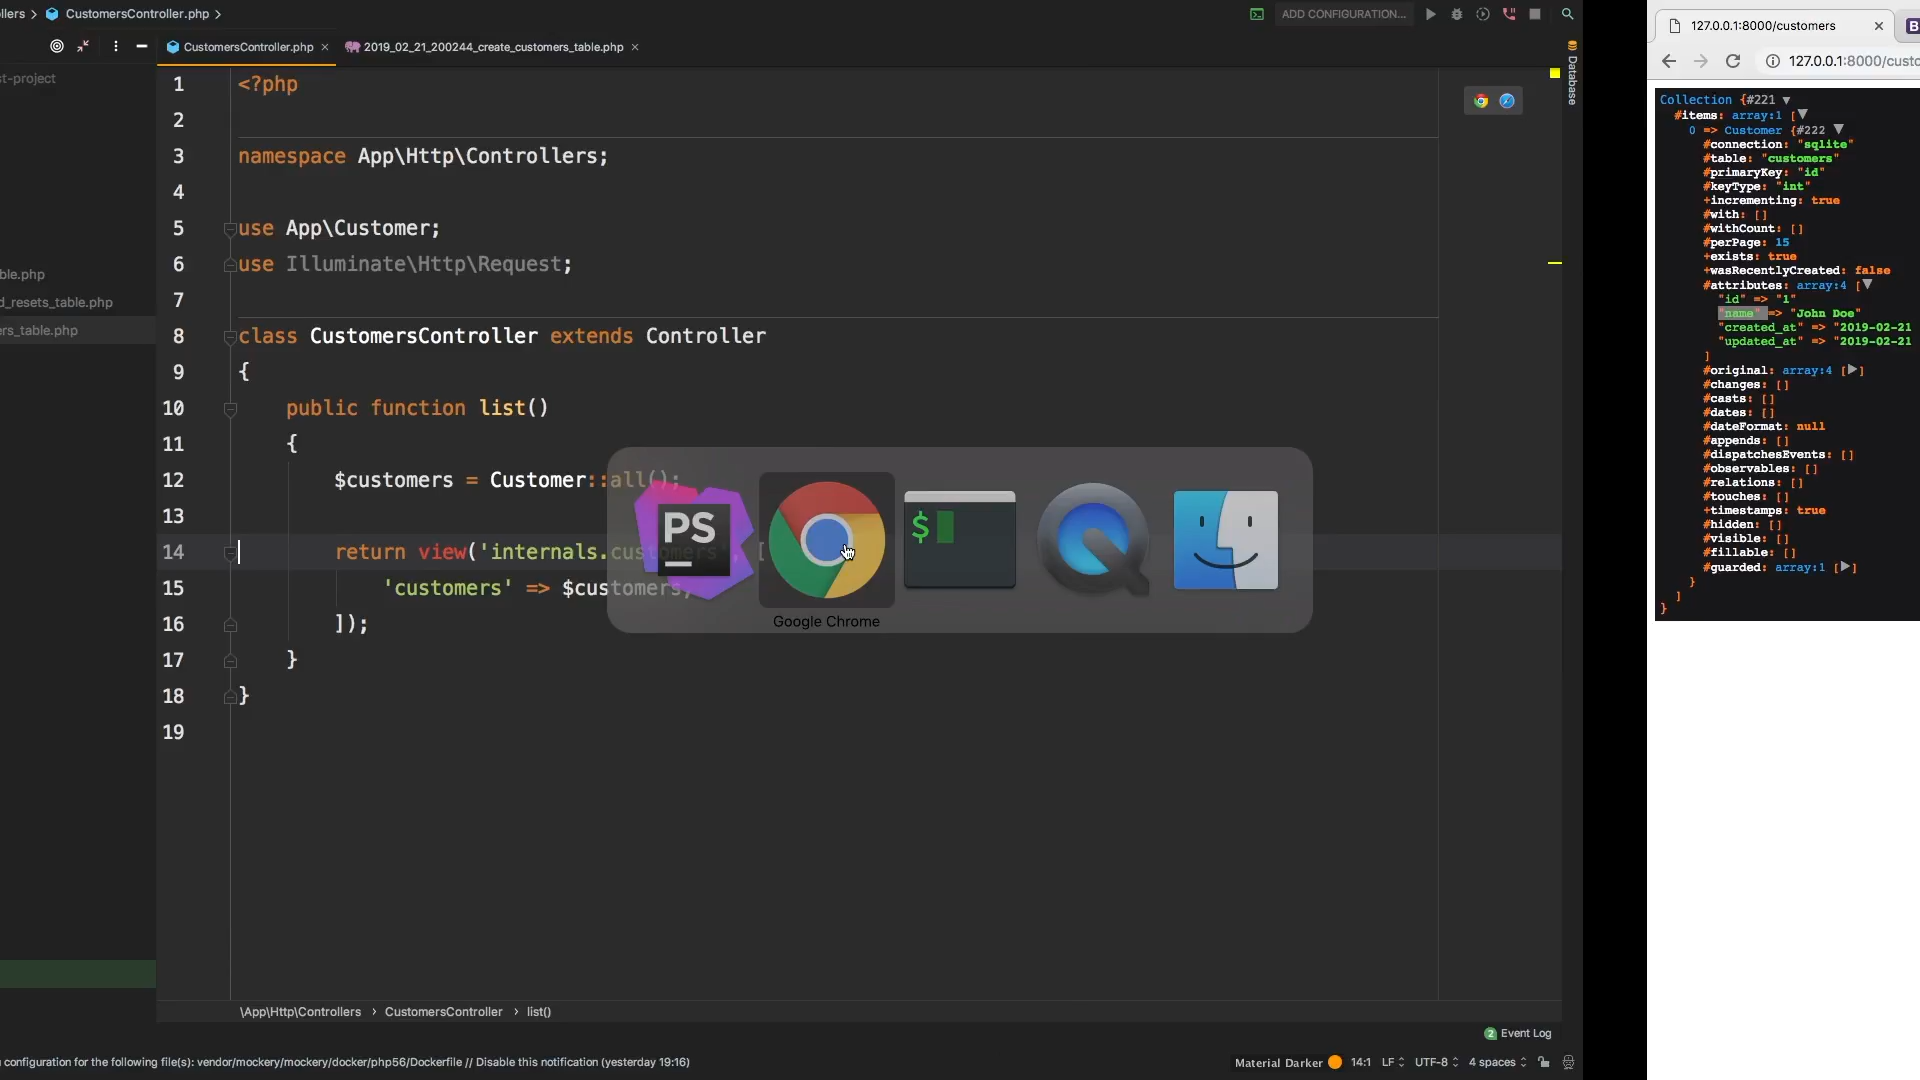 llers > CustomersController.php >
ADD CONFIGURATION...
CustomersController.php
2019_02_21_200244_create_customers_table.php
st-project
ble.php
d_resets_table.php
ers_table.php
1 <?php
2
3 namespace App\Http\Controllers;
4
5 use App\Customer;
6 use Illuminate\Http\Request;
7
8 class CustomersController extends Controller
9 {
10 public function list()
11 {
12 $customers = Customer::all();
13
14 return view('internals.customers', [
15 'customers' => $customers,
16 ]);
17 }
18 }
19
PS
$
Google Chrome
Database
\App\Http\Controllers > CustomersController > list()
2 Event Log
configuration for the following file(s): vendor/mockery/mockery/docker/php56/Dockerfile // Disable this notification (yesterday 19:16)
Material Darker 14:1 LF UTF-8 4 spaces
127.0.0.1:8000/customers
B
127.0.0.1:8000/custo
Collection {#221 ▼
#items: array:1 [▼
0 => Customer {#222 ▼
#connection: "sqlite"
#table: "customers"
#primaryKey: "id"
#keyType: "int"
+incrementing: true
#with: []
#withCount: []
#perPage: 15
+exists: true
+wasRecentlyCreated: false
#attributes: array:4 [▼
"id" => "1"
"name" => "John Doe"
"created_at" => "2019-02-21
"updated_at" => "2019-02-21
]
#original: array:4 [▶]
#changes: []
#casts: []
#dates: []
#dateFormat: null
#appends: []
#dispatchesEvents: []
#observables: []
#relations: []
#touches: []
+timestamps: true
#hidden: []
#visible: []
#fillable: []
#guarded: array:1 [▶]
}
]
}